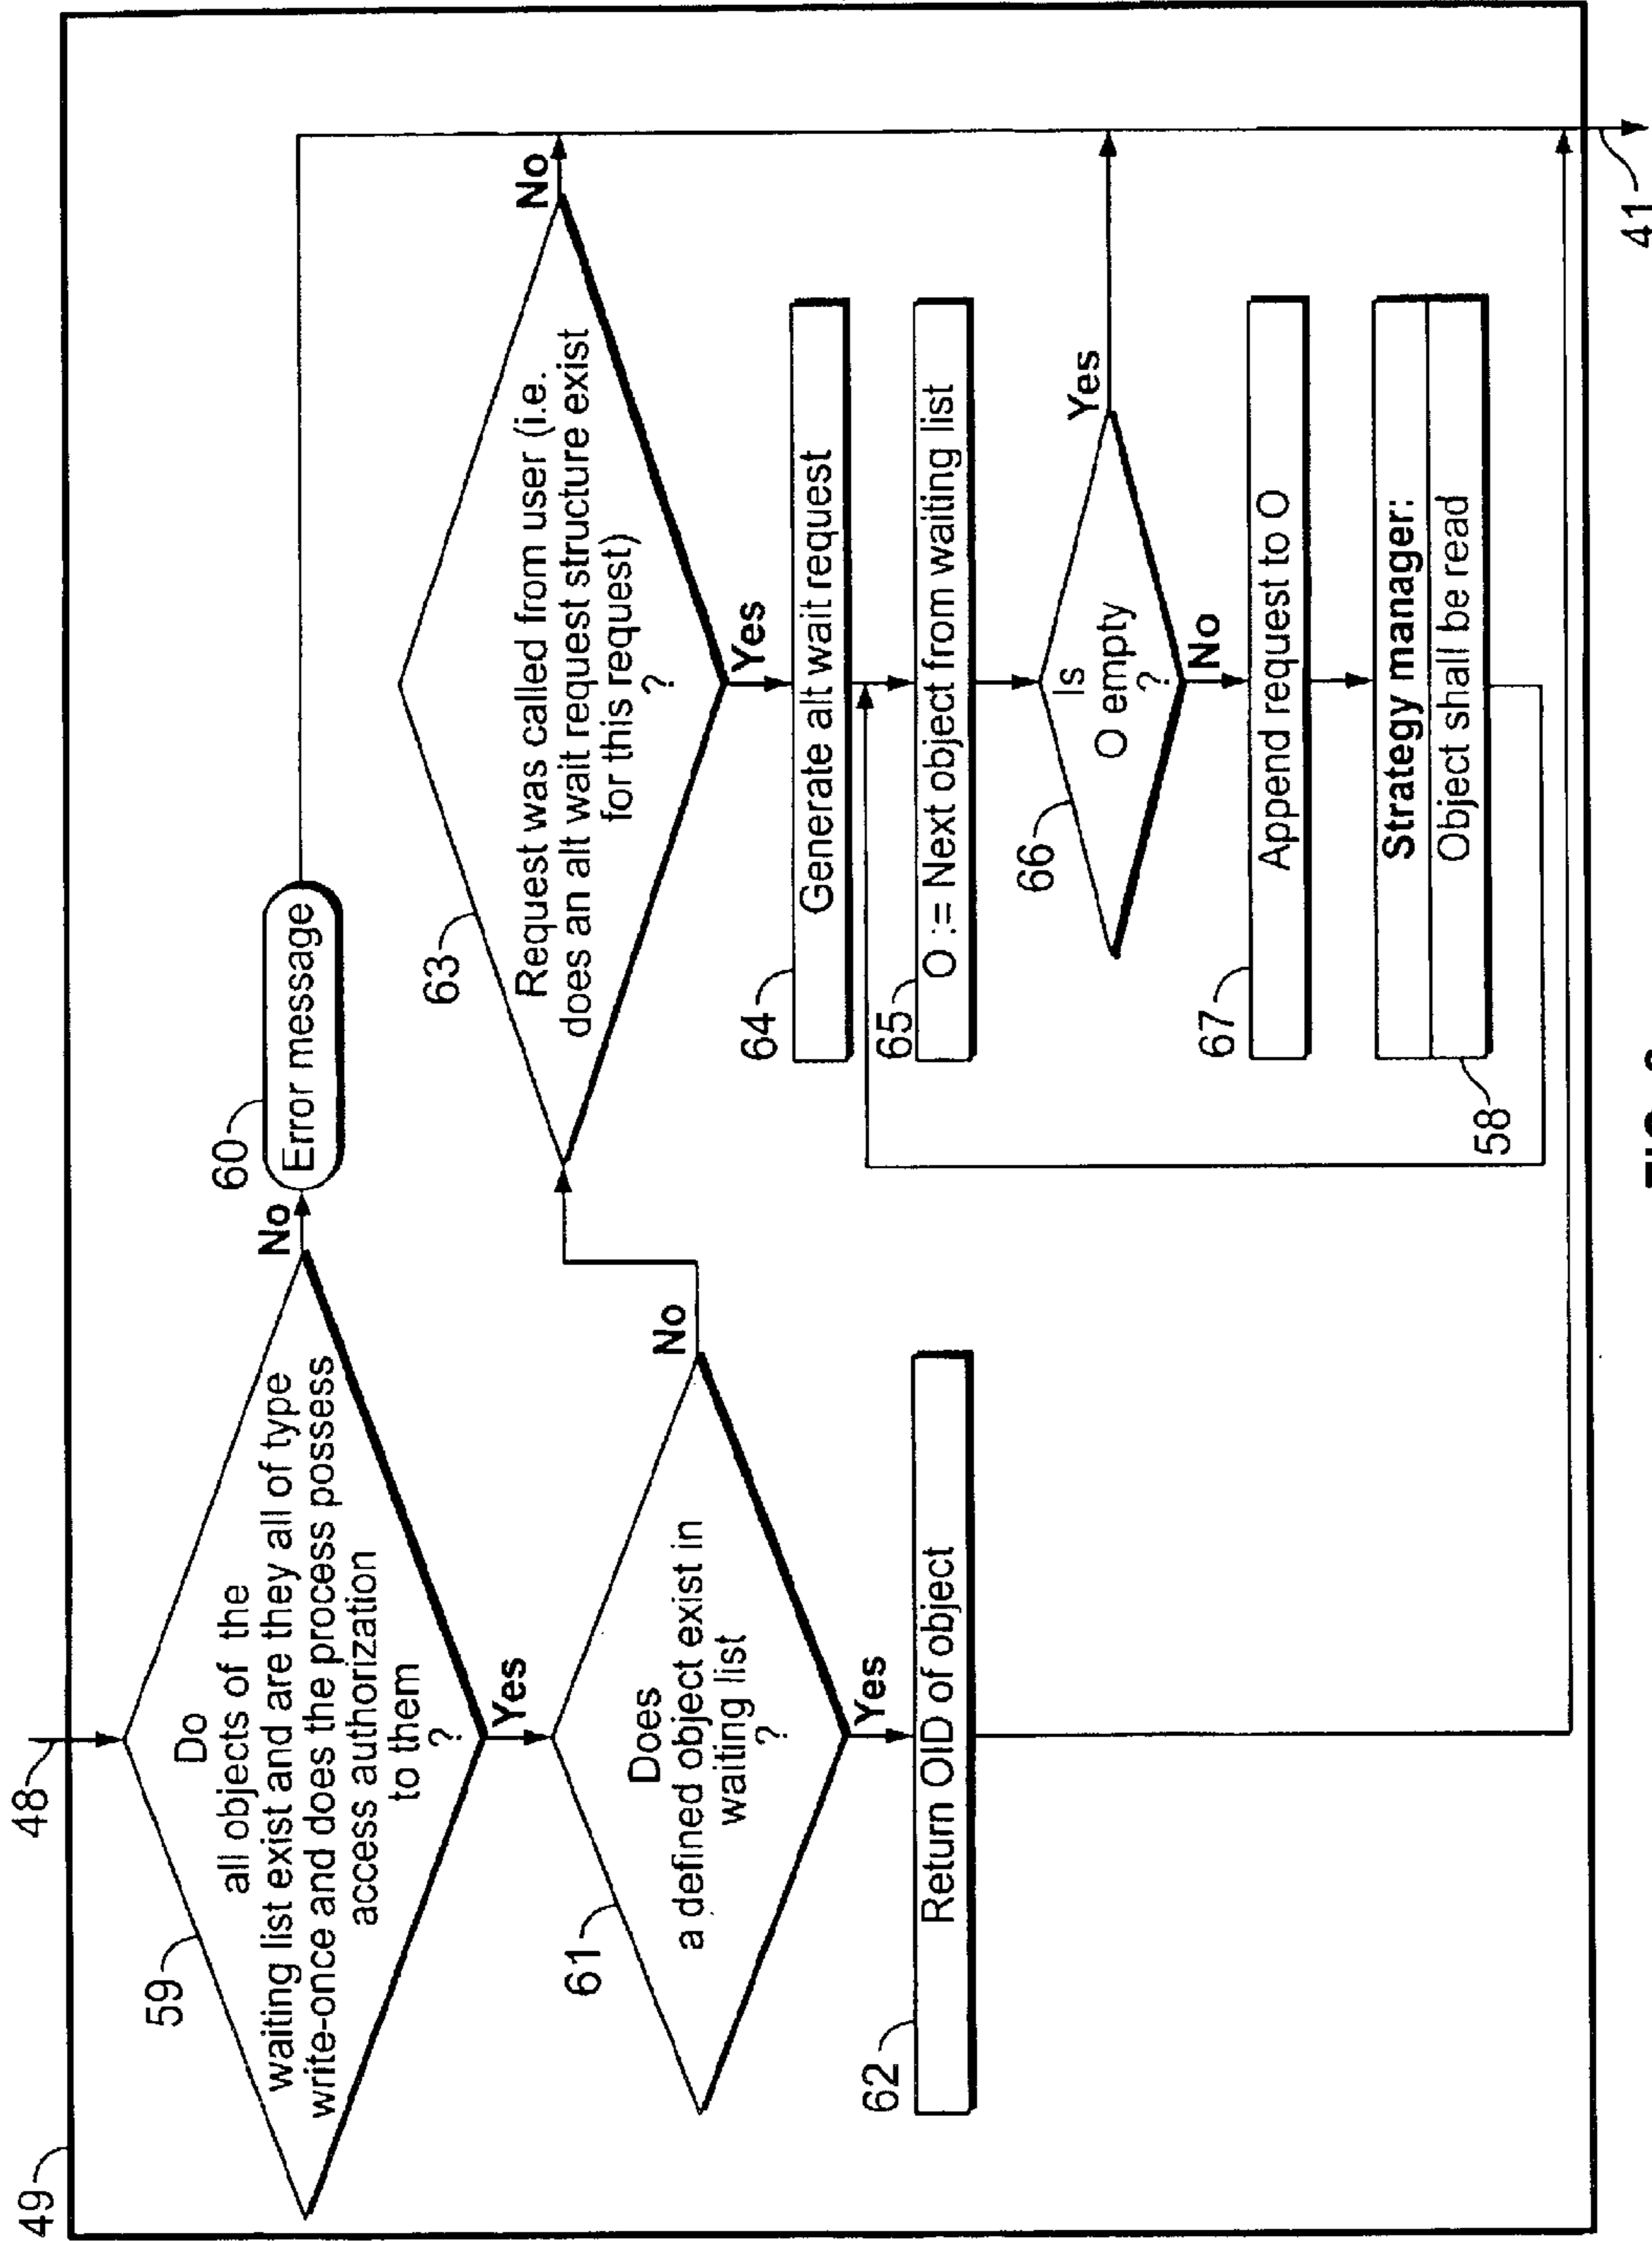 49
48
59
Do
all objects of the
waiting list exist and are they all of type
write-once and does the process possess
access authorization
to them
?
No
60
Error message
Yes
61
Does
a defined object exist in
waiting list
?
No
Yes
62
Return OID of object
63
Request was called from user (i.e.
does an alt wait request structure exist
for this request)
?
No
Yes
64
Generate alt wait request
65
O := Next object from waiting list
66
Is
O empty
?
Yes
No
67
Append request to O
Strategy manager:
Object shall be read
58
41